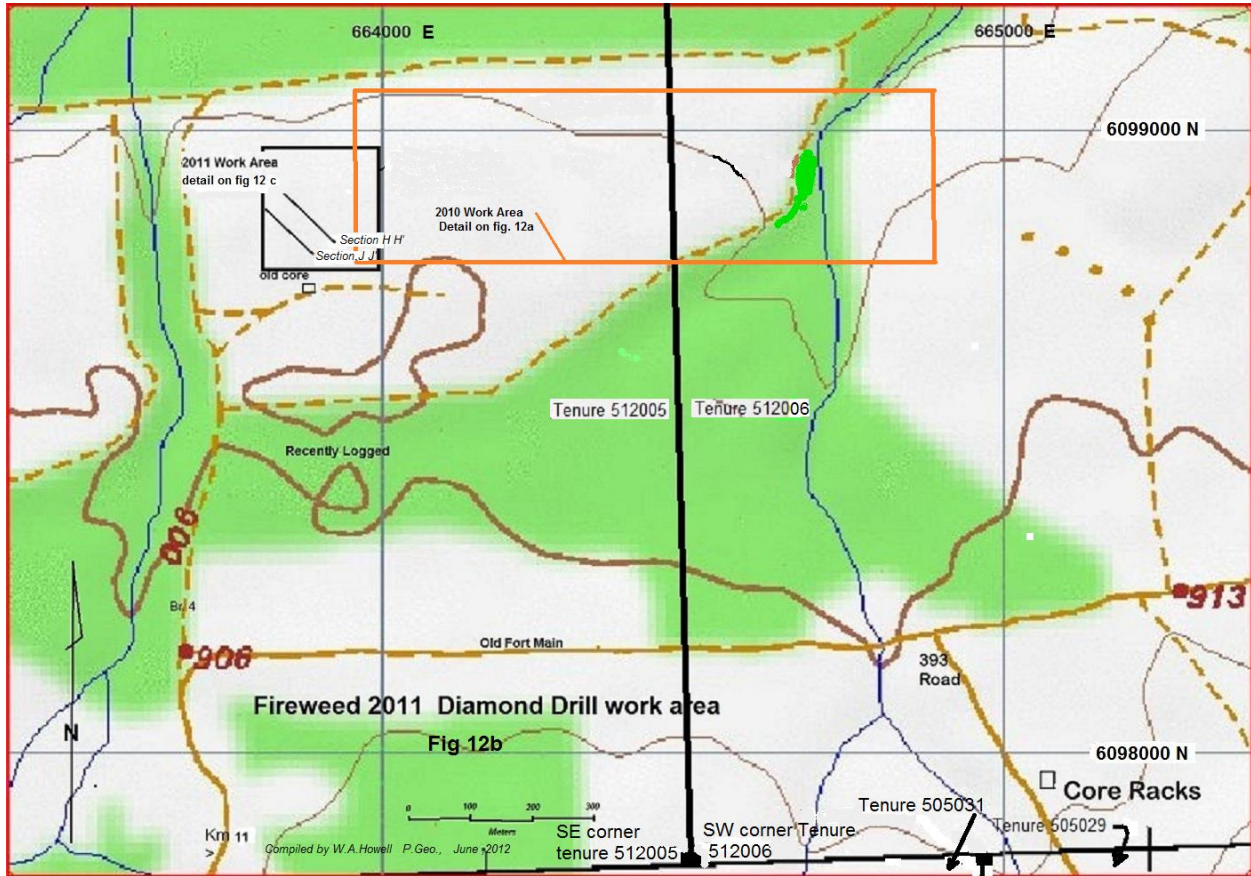 664000 E
665000 E
6099000 N
2011 Work Area
detail on fig 12 c
2010 Work Area
Detail on fig. 12a
Section H H'
Section J J'
old core
Tenure 512005
Tenure 512006
Recently Logged
900
Br. 4
906
Old Fort Main
913
393
Road
Fireweed 2011 Diamond Drill work area
Fig 12b
N
6098000 N
Core Racks
0 100 200 300
Meters
Km 11
>
Compiled by W.A.Howell P.Geo., June 2012
SE corner
tenure 512005
SW corner Tenure
512006
Tenure 505031
Tenure 505029